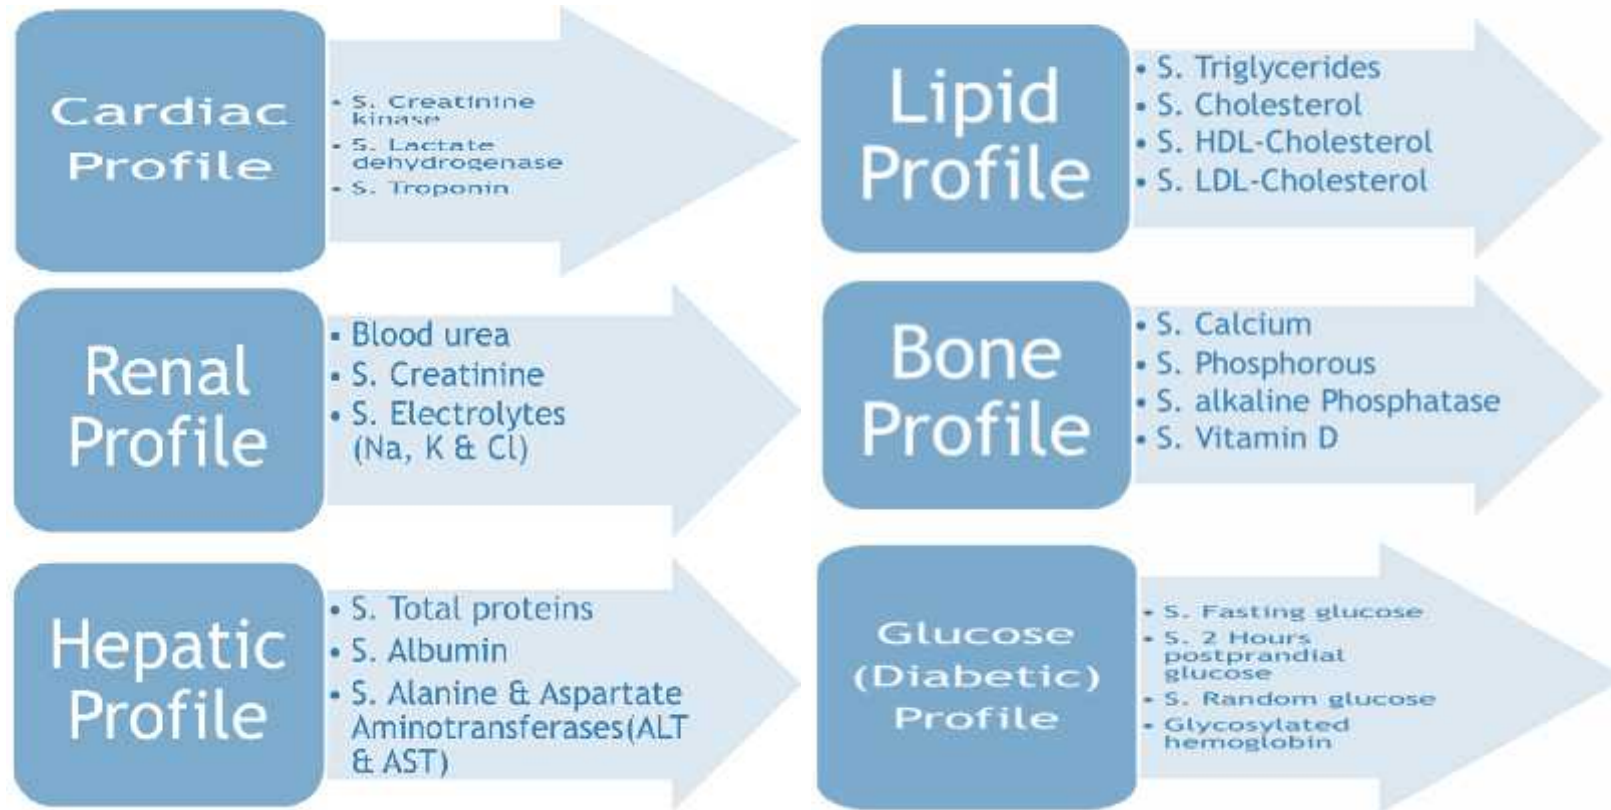 Cardiac
Profile
• S. Creatinine
kinase
• S. Lactate
dehydrogenase
• S. Troponin
Lipid
Profile
• S. Triglycerides
• S. Cholesterol
• S. HDL-Cholesterol
• S. LDL-Cholesterol
Renal
Profile
• Blood urea
• S. Creatinine
• S. Electrolytes
(Na, K & Cl)
Bone
Profile
• S. Calcium
• S. Phosphorous
• S. alkaline Phosphatase
• S. Vitamin D
Hepatic
Profile
• S. Total proteins
• S. Albumin
• S. Alanine & Aspartate
Aminotransferases(ALT
& AST)
Glucose
(Diabetic)
Profile
• S. Fasting glucose
• S. 2 Hours
postprandial
glucose
• S. Random glucose
• Glycosylated
hemoglobin